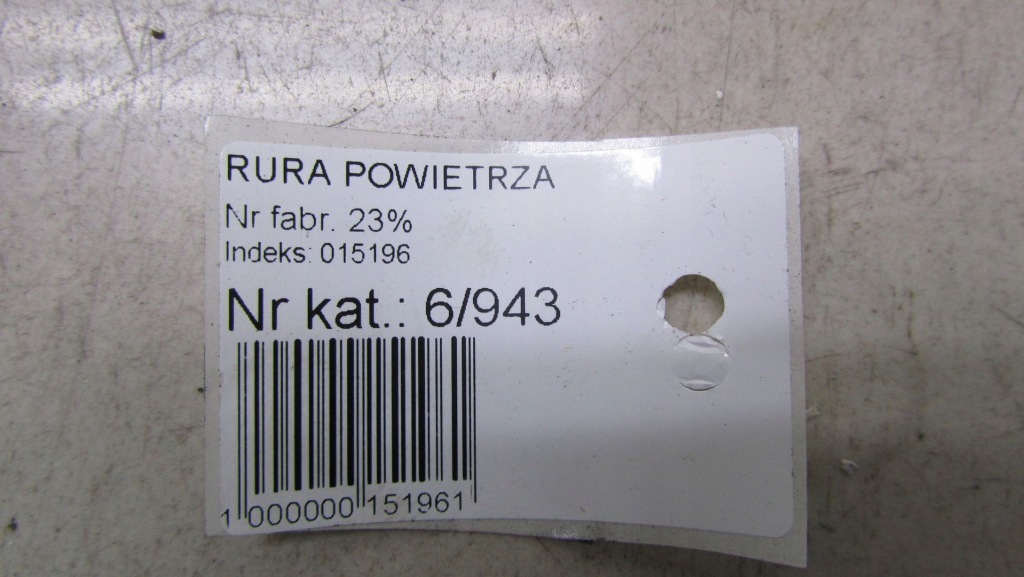 RURA POWIETRZA
Nr fabr. 23%
Indeks: 015196
Nr kat.: 6/943
1 000000 151961